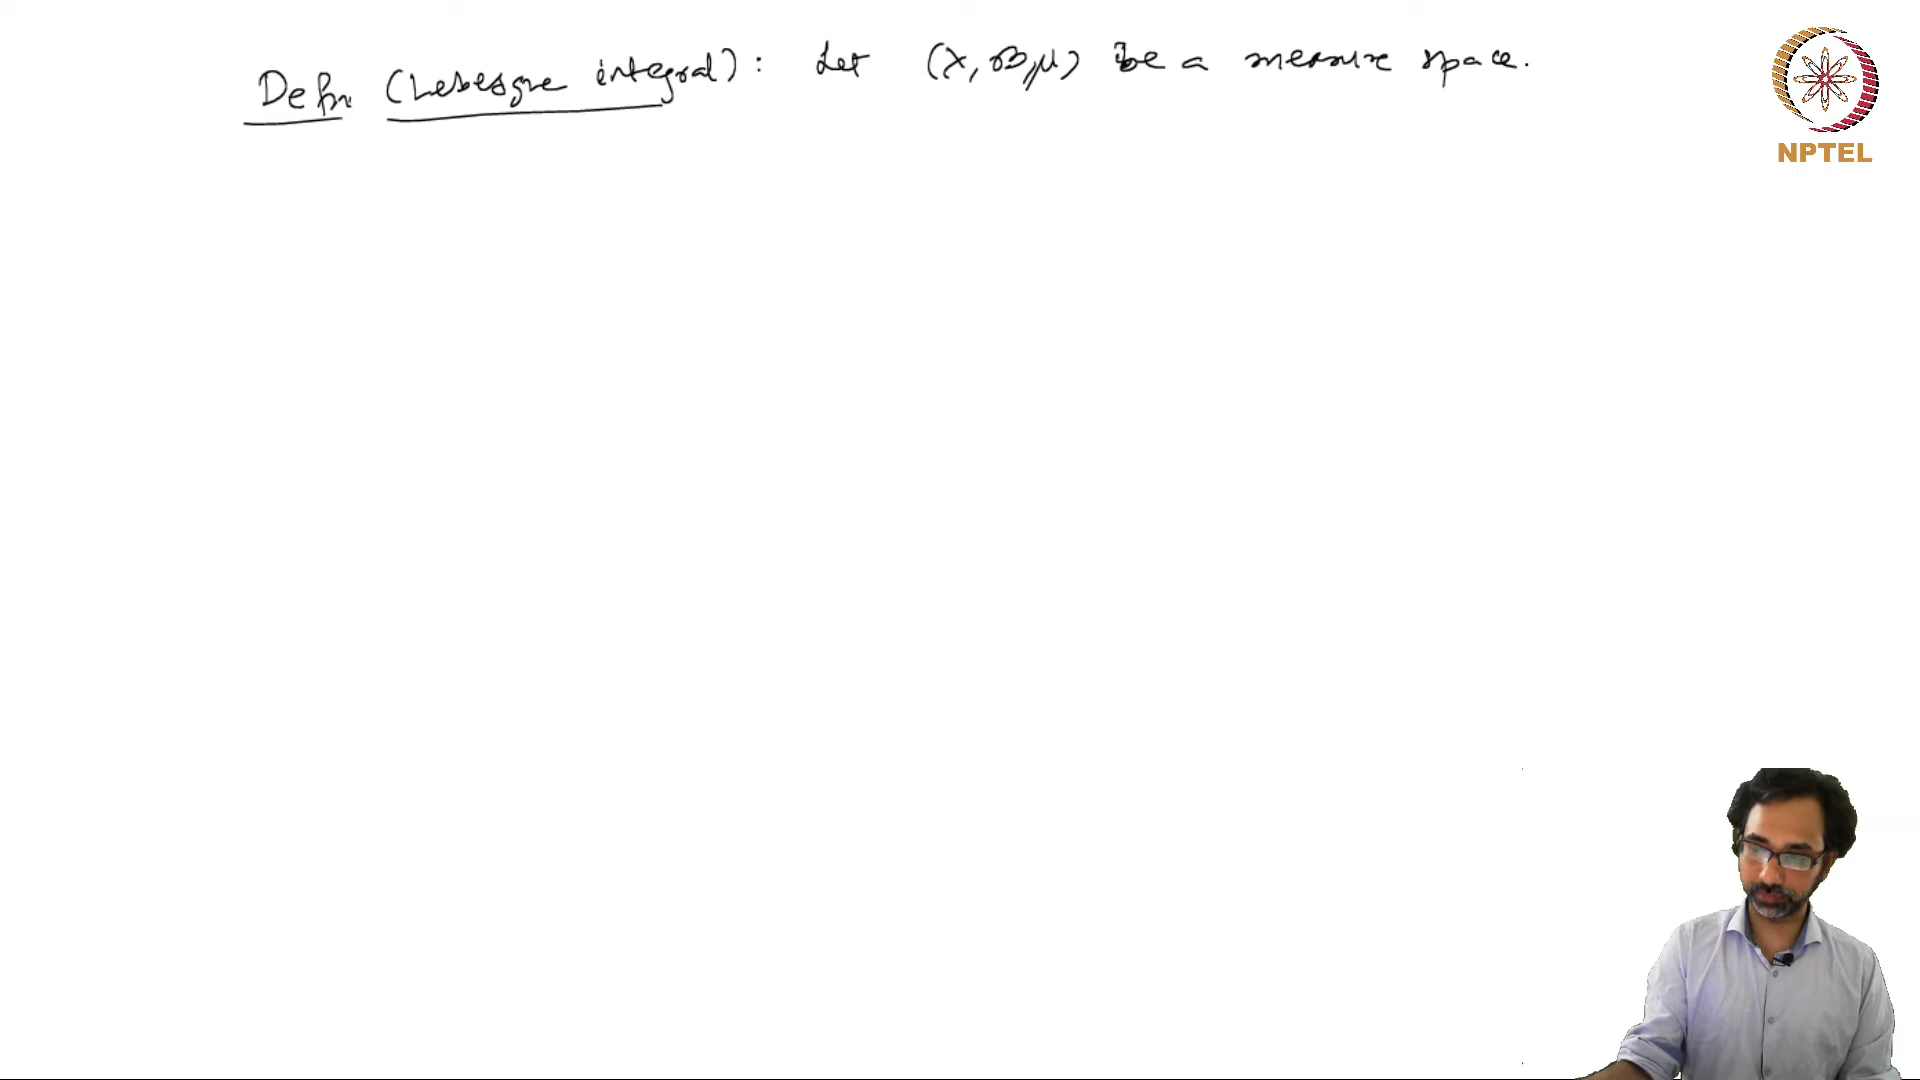 Defn (Lebesgue integral): Let (X, B, μ) be a measure space.
NPTEL